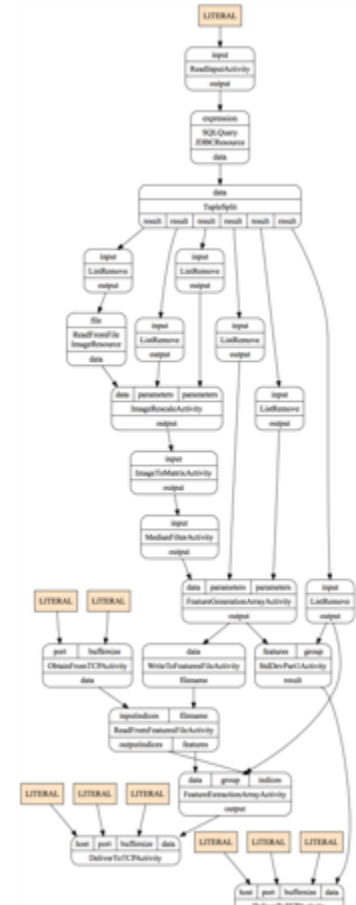 LITERAL
input
ReadInputActivity
output
expression
SQLQuery
JDBCResource
data
data
TupleSplit
result result result result result result
input
ListRemove
output
input
ListRemove
output
file
ReadFromFile
ImageResource
data
input
ListRemove
output
input
ListRemove
output
data parameters parameters
ImageRescaleActivity
output
input
ListRemove
output
input
ImageToMatrixActivity
output
input
MedianFilterActivity
output
data parameters parameters
FeatureGenerationArrayActivity
output
input
ListRemove
output
LITERAL LITERAL
port buffersize
ObtainFromTCPActivity
data
data
WriteToFeaturesFileActivity
filename
features group
StdDevPart1Activity
result
inputindices filename
ReadFromFeaturesFileActivity
outputindices features
data group indices
FeatureExtractionArrayActivity
output
LITERAL LITERAL LITERAL
host port buffersize data
DeliverToTCPActivity
LITERAL LITERAL LITERAL
host port buffersize data
DeliverToTCPActivity